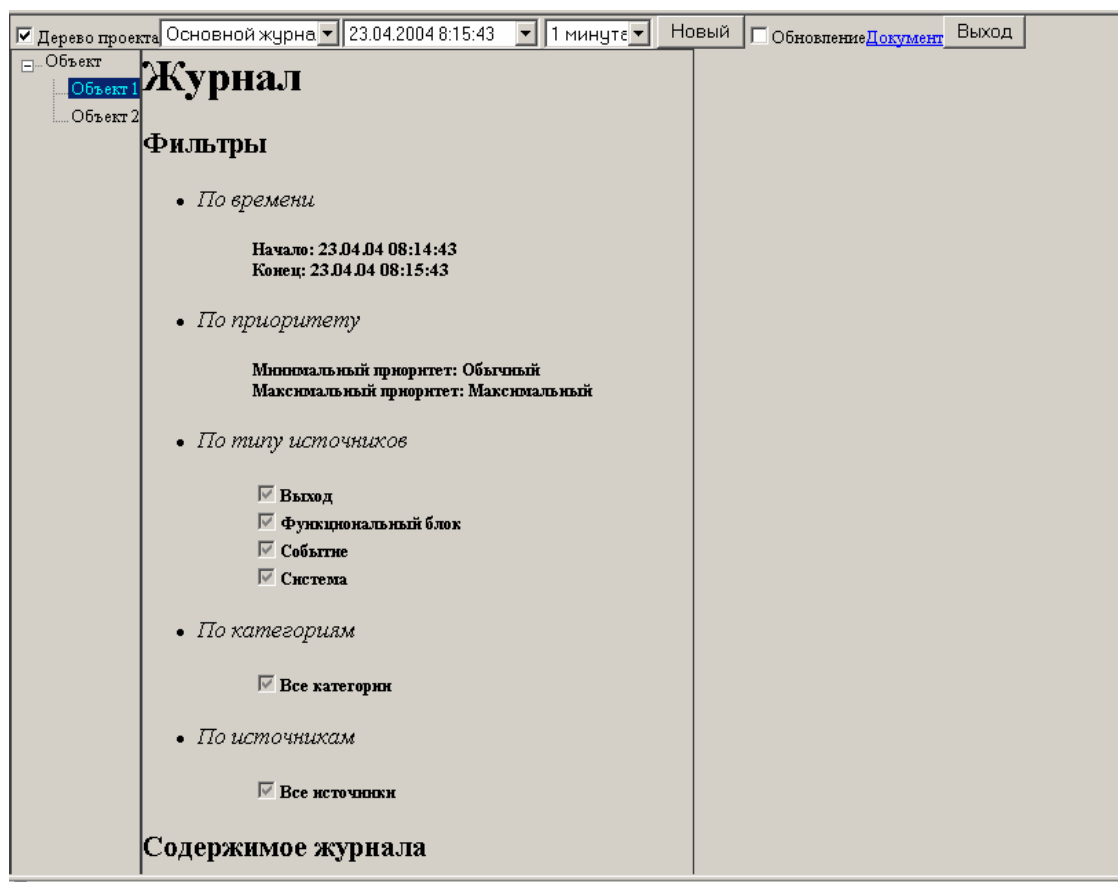 Дерево проекта Основной журна 23.04.2004 8:15:43 1 минуте Новый Обновление Документ Выход
Объект
Объект 1
Объект 2
Журнал
Фильтры
По времени
Начало: 23.04.04 08:14:43
Конец: 23.04.04 08:15:43
По приоритету
Минимальный приоритет: Обычный
Максимальный приоритет: Максимальный
По типу источников
Выход
Функциональный блок
Событие
Система
По категориям
Все категории
По источникам
Все источники
Содержимое журнала